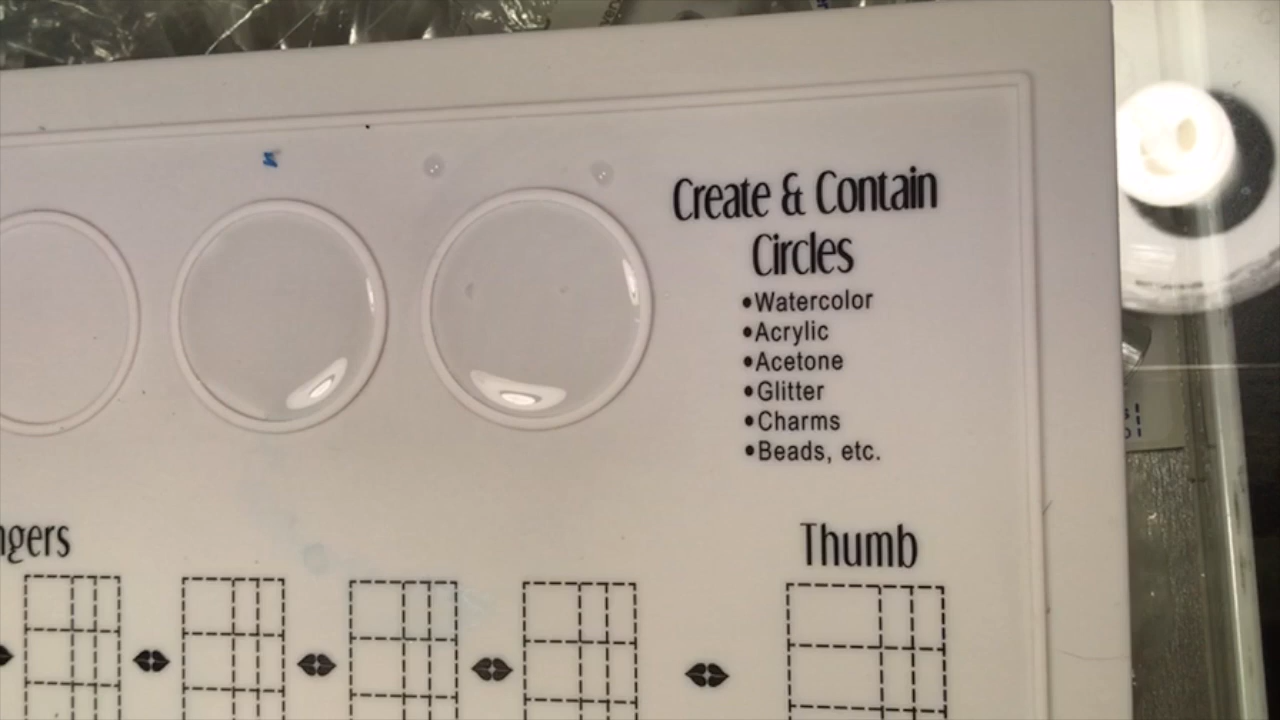 Create & Contain
Circles
•Watercolor
•Acrylic
•Acetone
•Glitter
•Charms
•Beads, etc.
ngers
Thumb